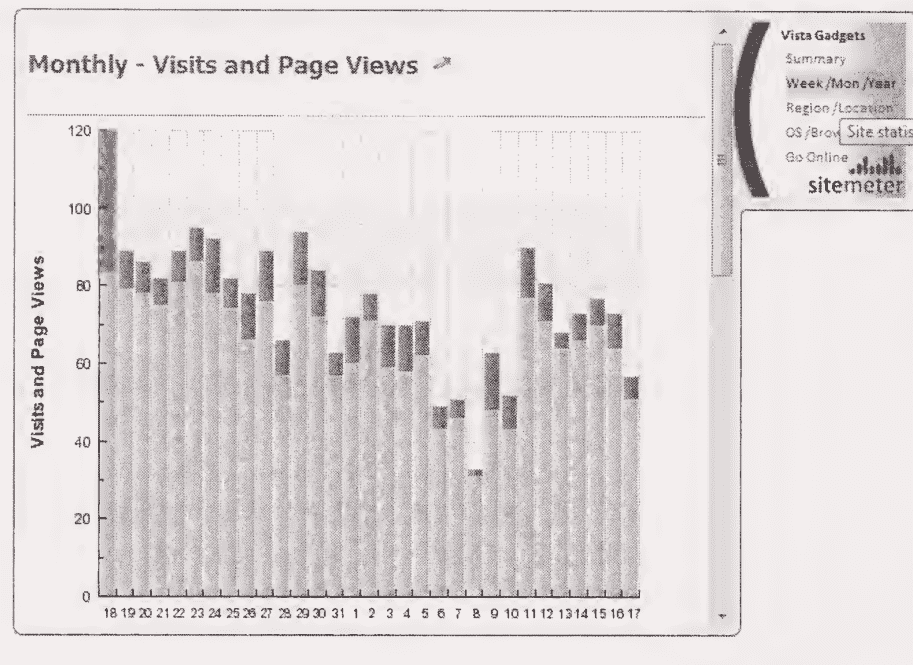 Monthly - Visits and Page Views
Visits and Page Views
120
100
80
60
40
20
0
18 19 20 21 22 23 24 25 26 27 28 29 30 31 1 2 3 4 5 6 7 8 9 10 11 12 13 14 15 16 17
Vista Gadgets
Summary
Week/Mon/Year
Region/Location
OS/Brow
Site statis
Go Online
sitemeter